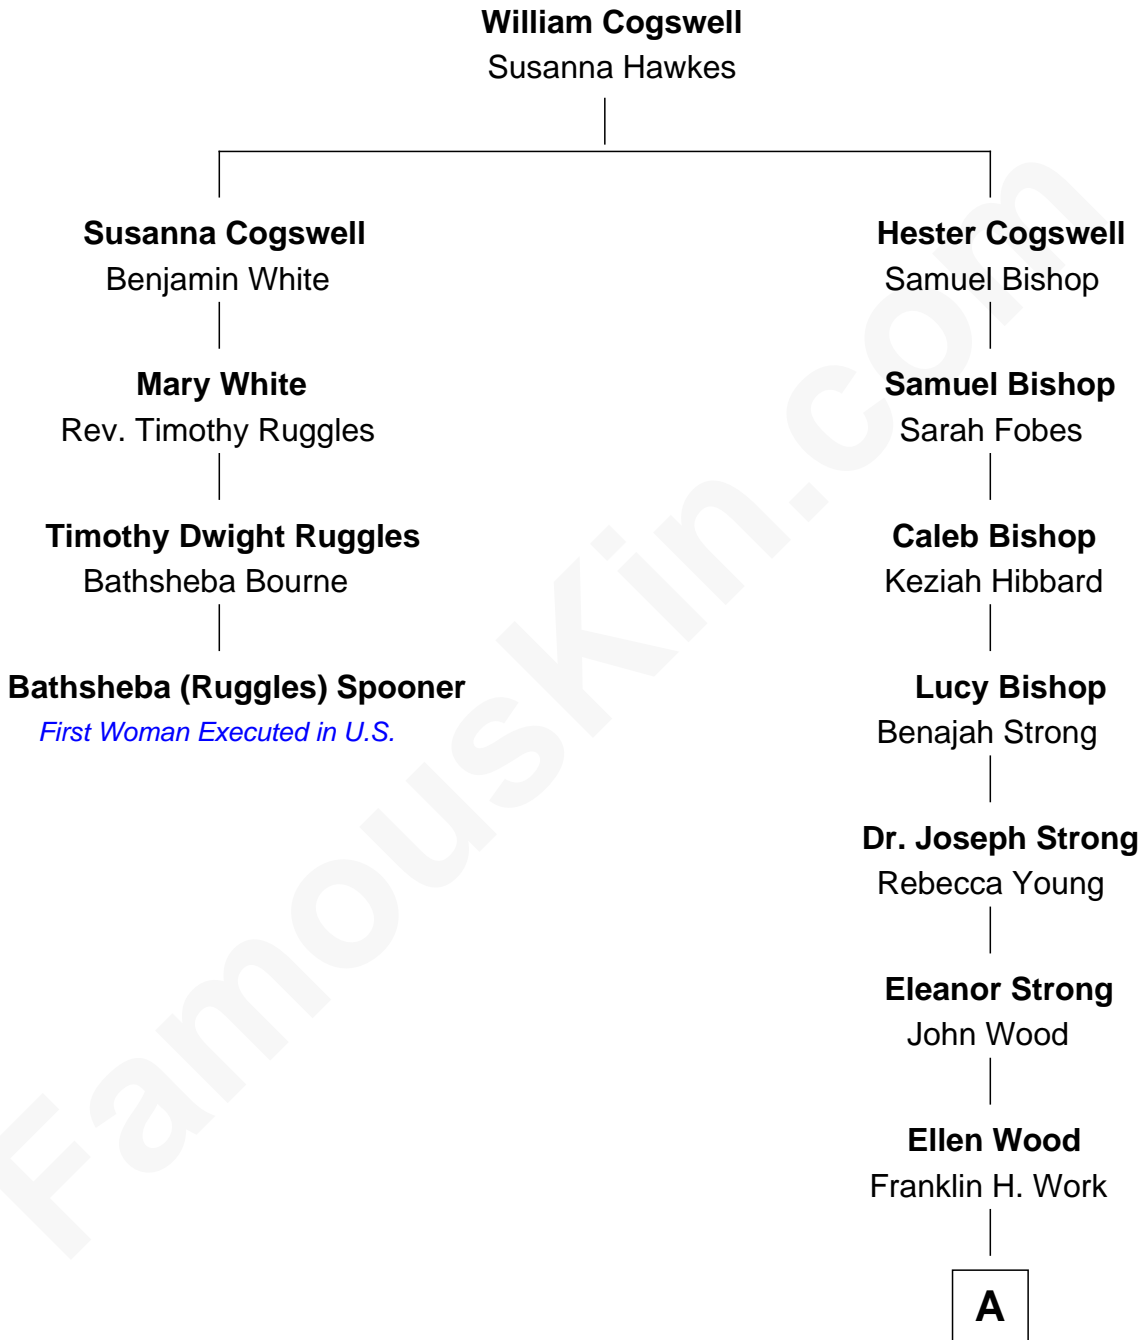 William Cogswell
Susanna Hawkes
Susanna Cogswell
Benjamin White
Mary White
Rev. Timothy Ruggles
Timothy Dwight Ruggles
Bathsheba Bourne
Bathsheba (Ruggles) Spooner
First Woman Executed in U.S.
Hester Cogswell
Samuel Bishop
Samuel Bishop
Sarah Fobes
Caleb Bishop
Keziah Hibbard
Lucy Bishop
Benajah Strong
Dr. Joseph Strong
Rebecca Young
Eleanor Strong
John Wood
Ellen Wood
Franklin H. Work
A
FamousKin.com